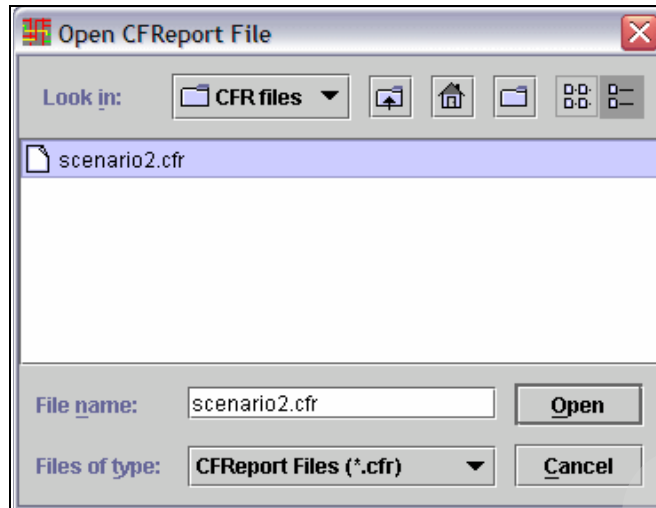 Open CFReport File
Look in: CFR files
scenario2.cfr
File name: scenario2.cfr Open
Files of type: CFReport Files (*.cfr) Cancel